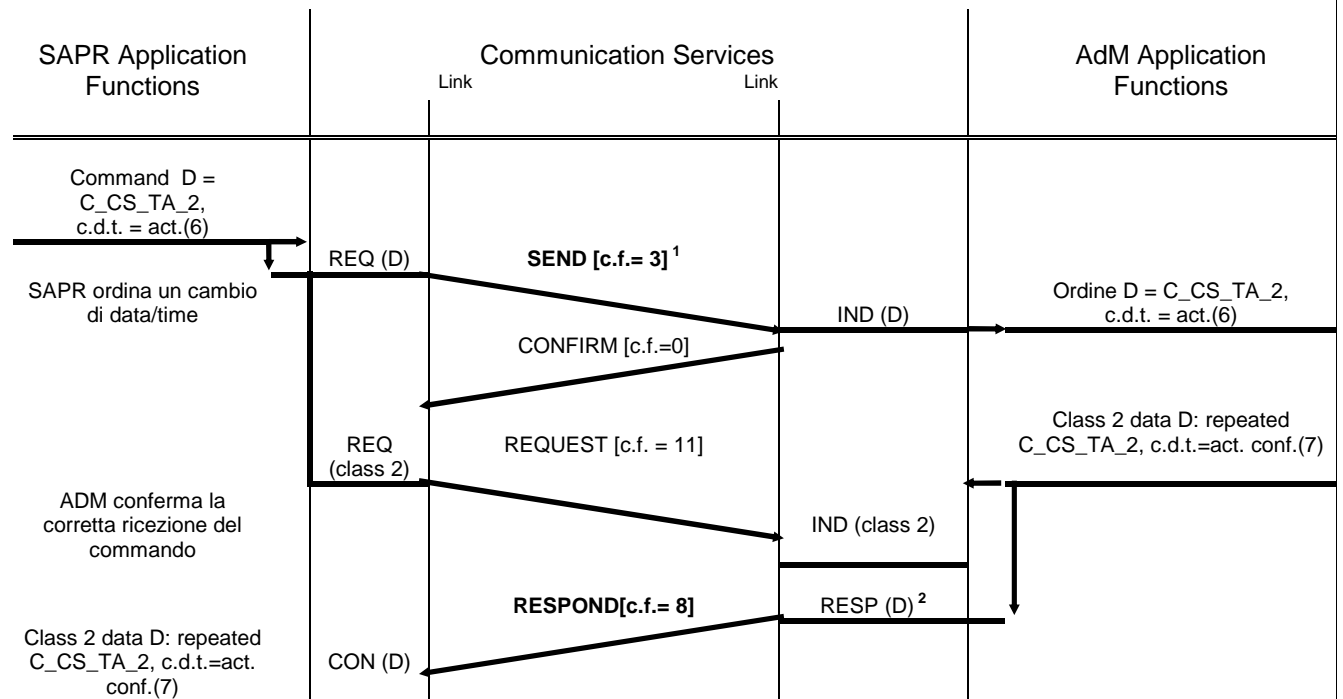 SAPR Application
Functions
Communication Services
Link
Link
AdM Application
Functions
Command D =
C_CS_TA_2,
c.d.t. = act.(6)
REQ (D)
SEND [c.f.= 3] 1
SAPR ordina un cambio
di data/time
IND (D)
Ordine D = C_CS_TA_2,
c.d.t. = act.(6)
CONFIRM [c.f.=0]
REQ
(class 2)
REQUEST [c.f. = 11]
Class 2 data D: repeated
C_CS_TA_2, c.d.t.=act. conf.(7)
ADM conferma la
corretta ricezione del
commando
IND (class 2)
RESPOND[c.f.= 8]
RESP (D) 2
Class 2 data D: repeated
C_CS_TA_2, c.d.t.=act.
conf.(7)
CON (D)